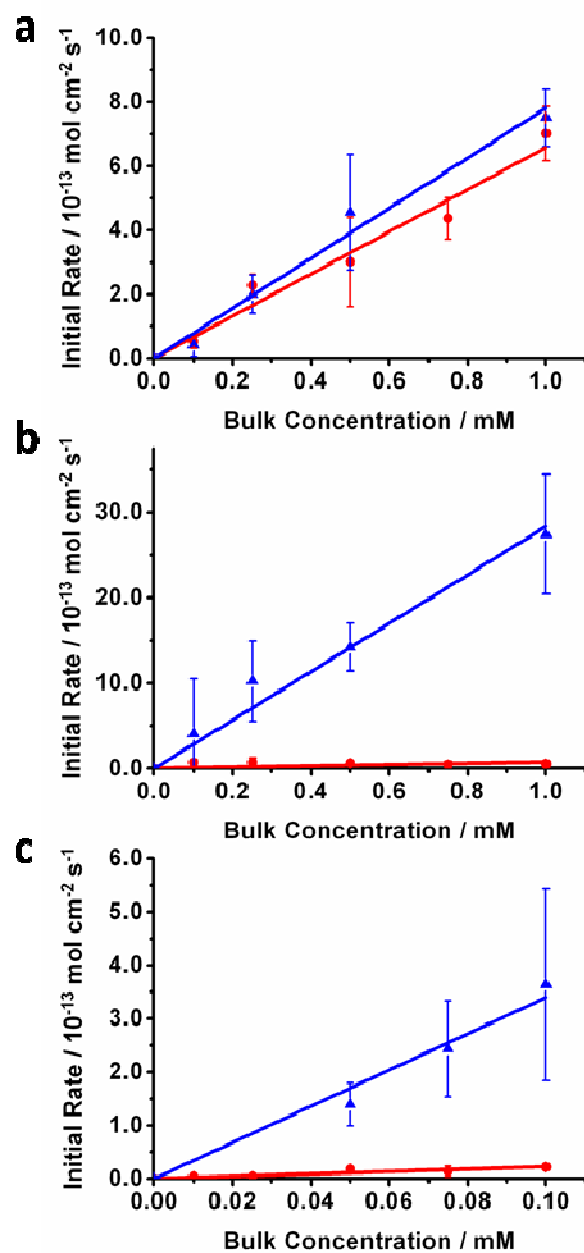 a
10.0
8.0
6.0
4.0
2.0
0.0
Initial Rate / 10⁻¹³ mol cm⁻² s⁻¹
0.0 0.2 0.4 0.6 0.8 1.0
Bulk Concentration / mM
b
30.0
20.0
10.0
0.0
Initial Rate / 10⁻¹³ mol cm⁻² s⁻¹
0.0 0.2 0.4 0.6 0.8 1.0
Bulk Concentration / mM
c
6.0
5.0
4.0
3.0
2.0
1.0
0.0
Initial Rate / 10⁻¹³ mol cm⁻² s⁻¹
0.00 0.02 0.04 0.06 0.08 0.10
Bulk Concentration / mM